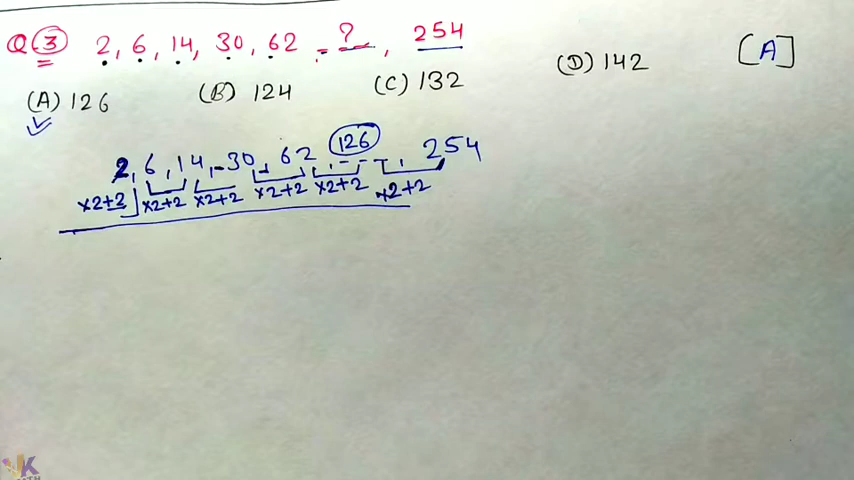 Q.3 2, 6, 14, 30, 62, - ? , 254 [A]
(A) 126 (B) 124 (C) 132 (D) 142
2, 6, 14, 30, 62, 126, 254
×2+2 ×2+2 ×2+2 ×2+2 ×2+2 ×2+2